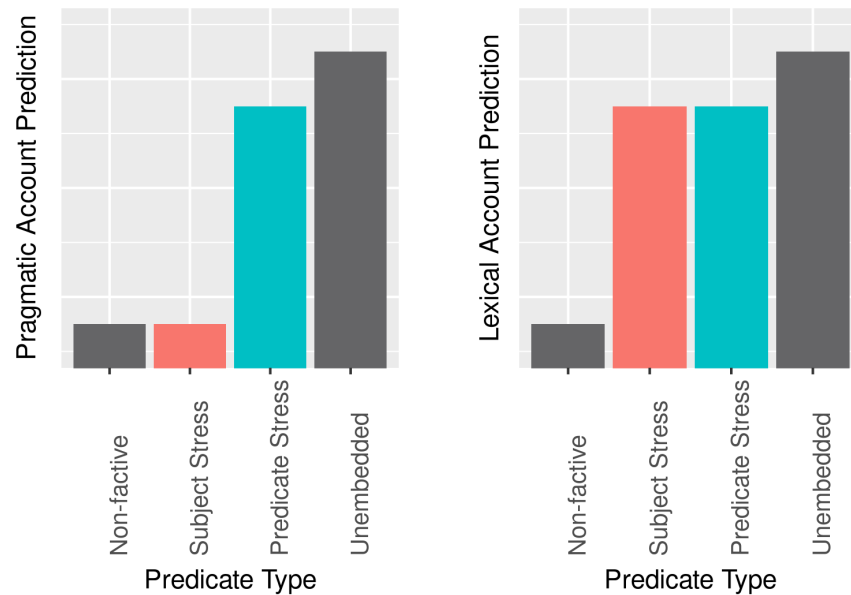 Pragmatic Account Prediction
Non-factive
Subject Stress
Predicate Stress
Unembedded
Predicate Type
Lexical Account Prediction
Non-factive
Subject Stress
Predicate Stress
Unembedded
Predicate Type